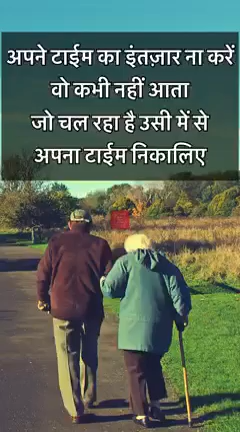 अपने टाईम का इंतज़ार ना करें
वो कभी नहीं आता
जो चल रहा है उसी में से
अपना टाईम निकालिए